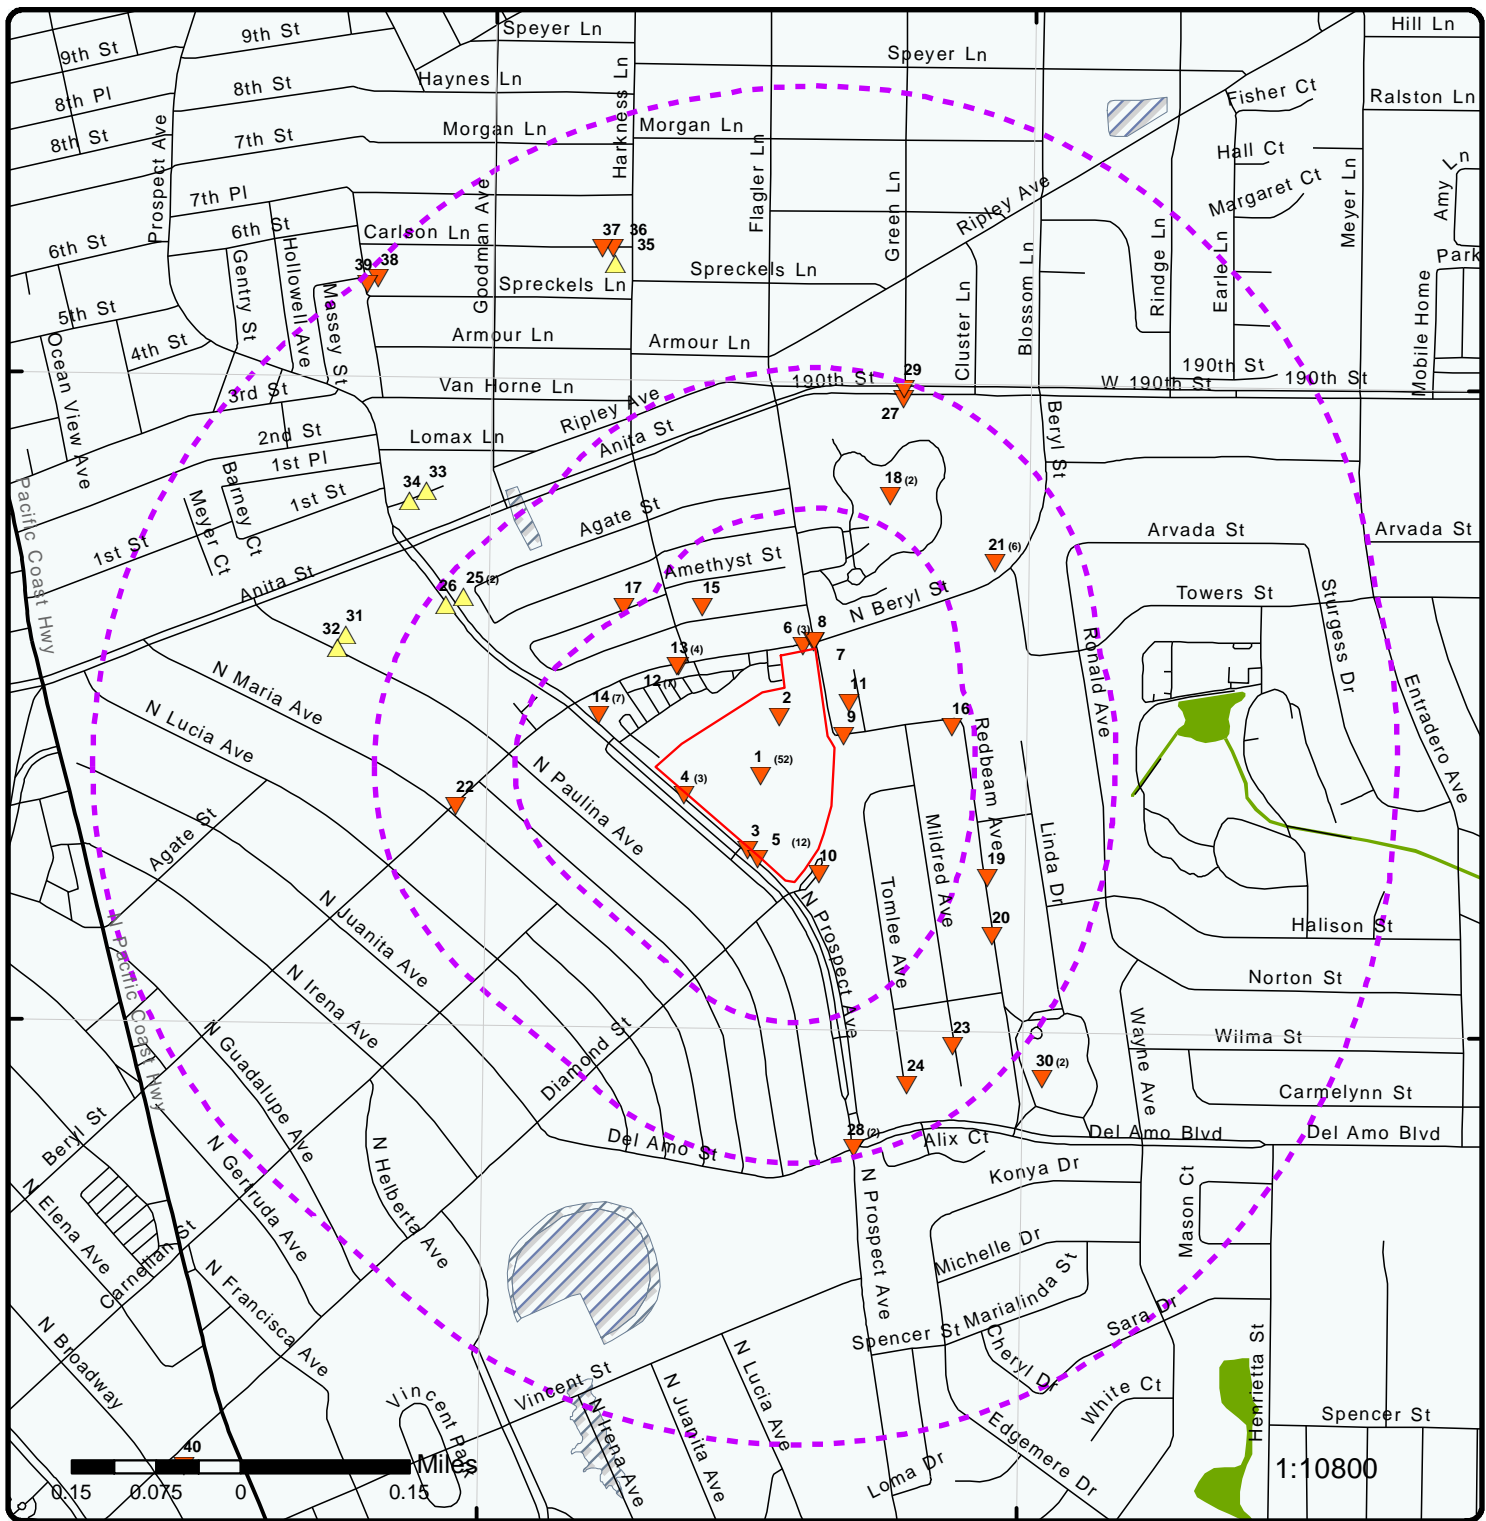 Speyer Ln
Hill Ln
9th St
9th St
Speyer Ln
Haynes Ln
8th St
8th Pl
Harkness Ln
Fisher Ct
Ralston Ln
8th St
7th St
Morgan Ln
Morgan Ln
Prospect Ave
Flagler Ln
Hall Ct
Meyer Ln
Amy Ln
7th Pl
Goodman Ave
Green Ln
Ripley Ave
Margaret Ct
6th St
6th St
Carlson Ln
37 36
35
Park
Gentry St
Hollowell Ave
39 38
Massey St
Spreckels Ln
Spreckels Ln
Cluster Ln
Blossom Ln
Rindge Ln
Earle Ln
Mobile Home
5th St
4th St
Ocean View Ave
Armour Ln
Armour Ln
190th St
29
190th St
W 190th St
190th St
3rd St
Van Horne Ln
Ripley Ave
27
Beryl St
2nd St
Lomax Ln
Anita St
1st Pl
Barney Ct
Meyer Ct
1st St
34 33
18 (2)
Pacific Coast Hwy
1st St
Agate St
Arvada St
Arvada St
21 (6)
Anita St
Amethyst St
26 25 (2)
17
15
N Beryl St
Towers St
Sturgess Dr
32 31
6 (3) 8
7
Ronald Ave
13 (4)
12 (7)
14 (7)
11
2
9
16
Entradero Ave
N Maria Ave
N Lucia Ave
Redbeam Ave
1 (52)
4 (3)
N Paulina Ave
22
Agate St
3 5 (12)
10
Mildred Ave
Linda Dr
19
Tomlee Ave
N Prospect Ave
20
N Juanita Ave
Halison St
N Pacific Coast Hwy
N Irena Ave
Norton St
N Guadalupe Ave
Diamond St
Wayne Ave
Wilma St
23
24
30 (2)
Carmelynn St
Beryl St
28 (2)
Del Amo St
Alix Ct
Del Amo Blvd
Del Amo Blvd
N Gertruda Ave
N Helberta Ave
Konya Dr
N Elena Ave
N Prospect Ave
Mason Ct
Carnelian St
Michelle Dr
N Francisca Ave
Marialinda St
Sara Dr
N Broadway
Spencer St
Cheryl Dr
Henrietta St
N Lucia Ave
Vincent St
N Juanita Ave
N Irena Ave
Vincent Park
White Ct
Spencer St
Edgemere Dr
Loma Dr
40
Miles
0.15 0.075 0 0.15
1:10800